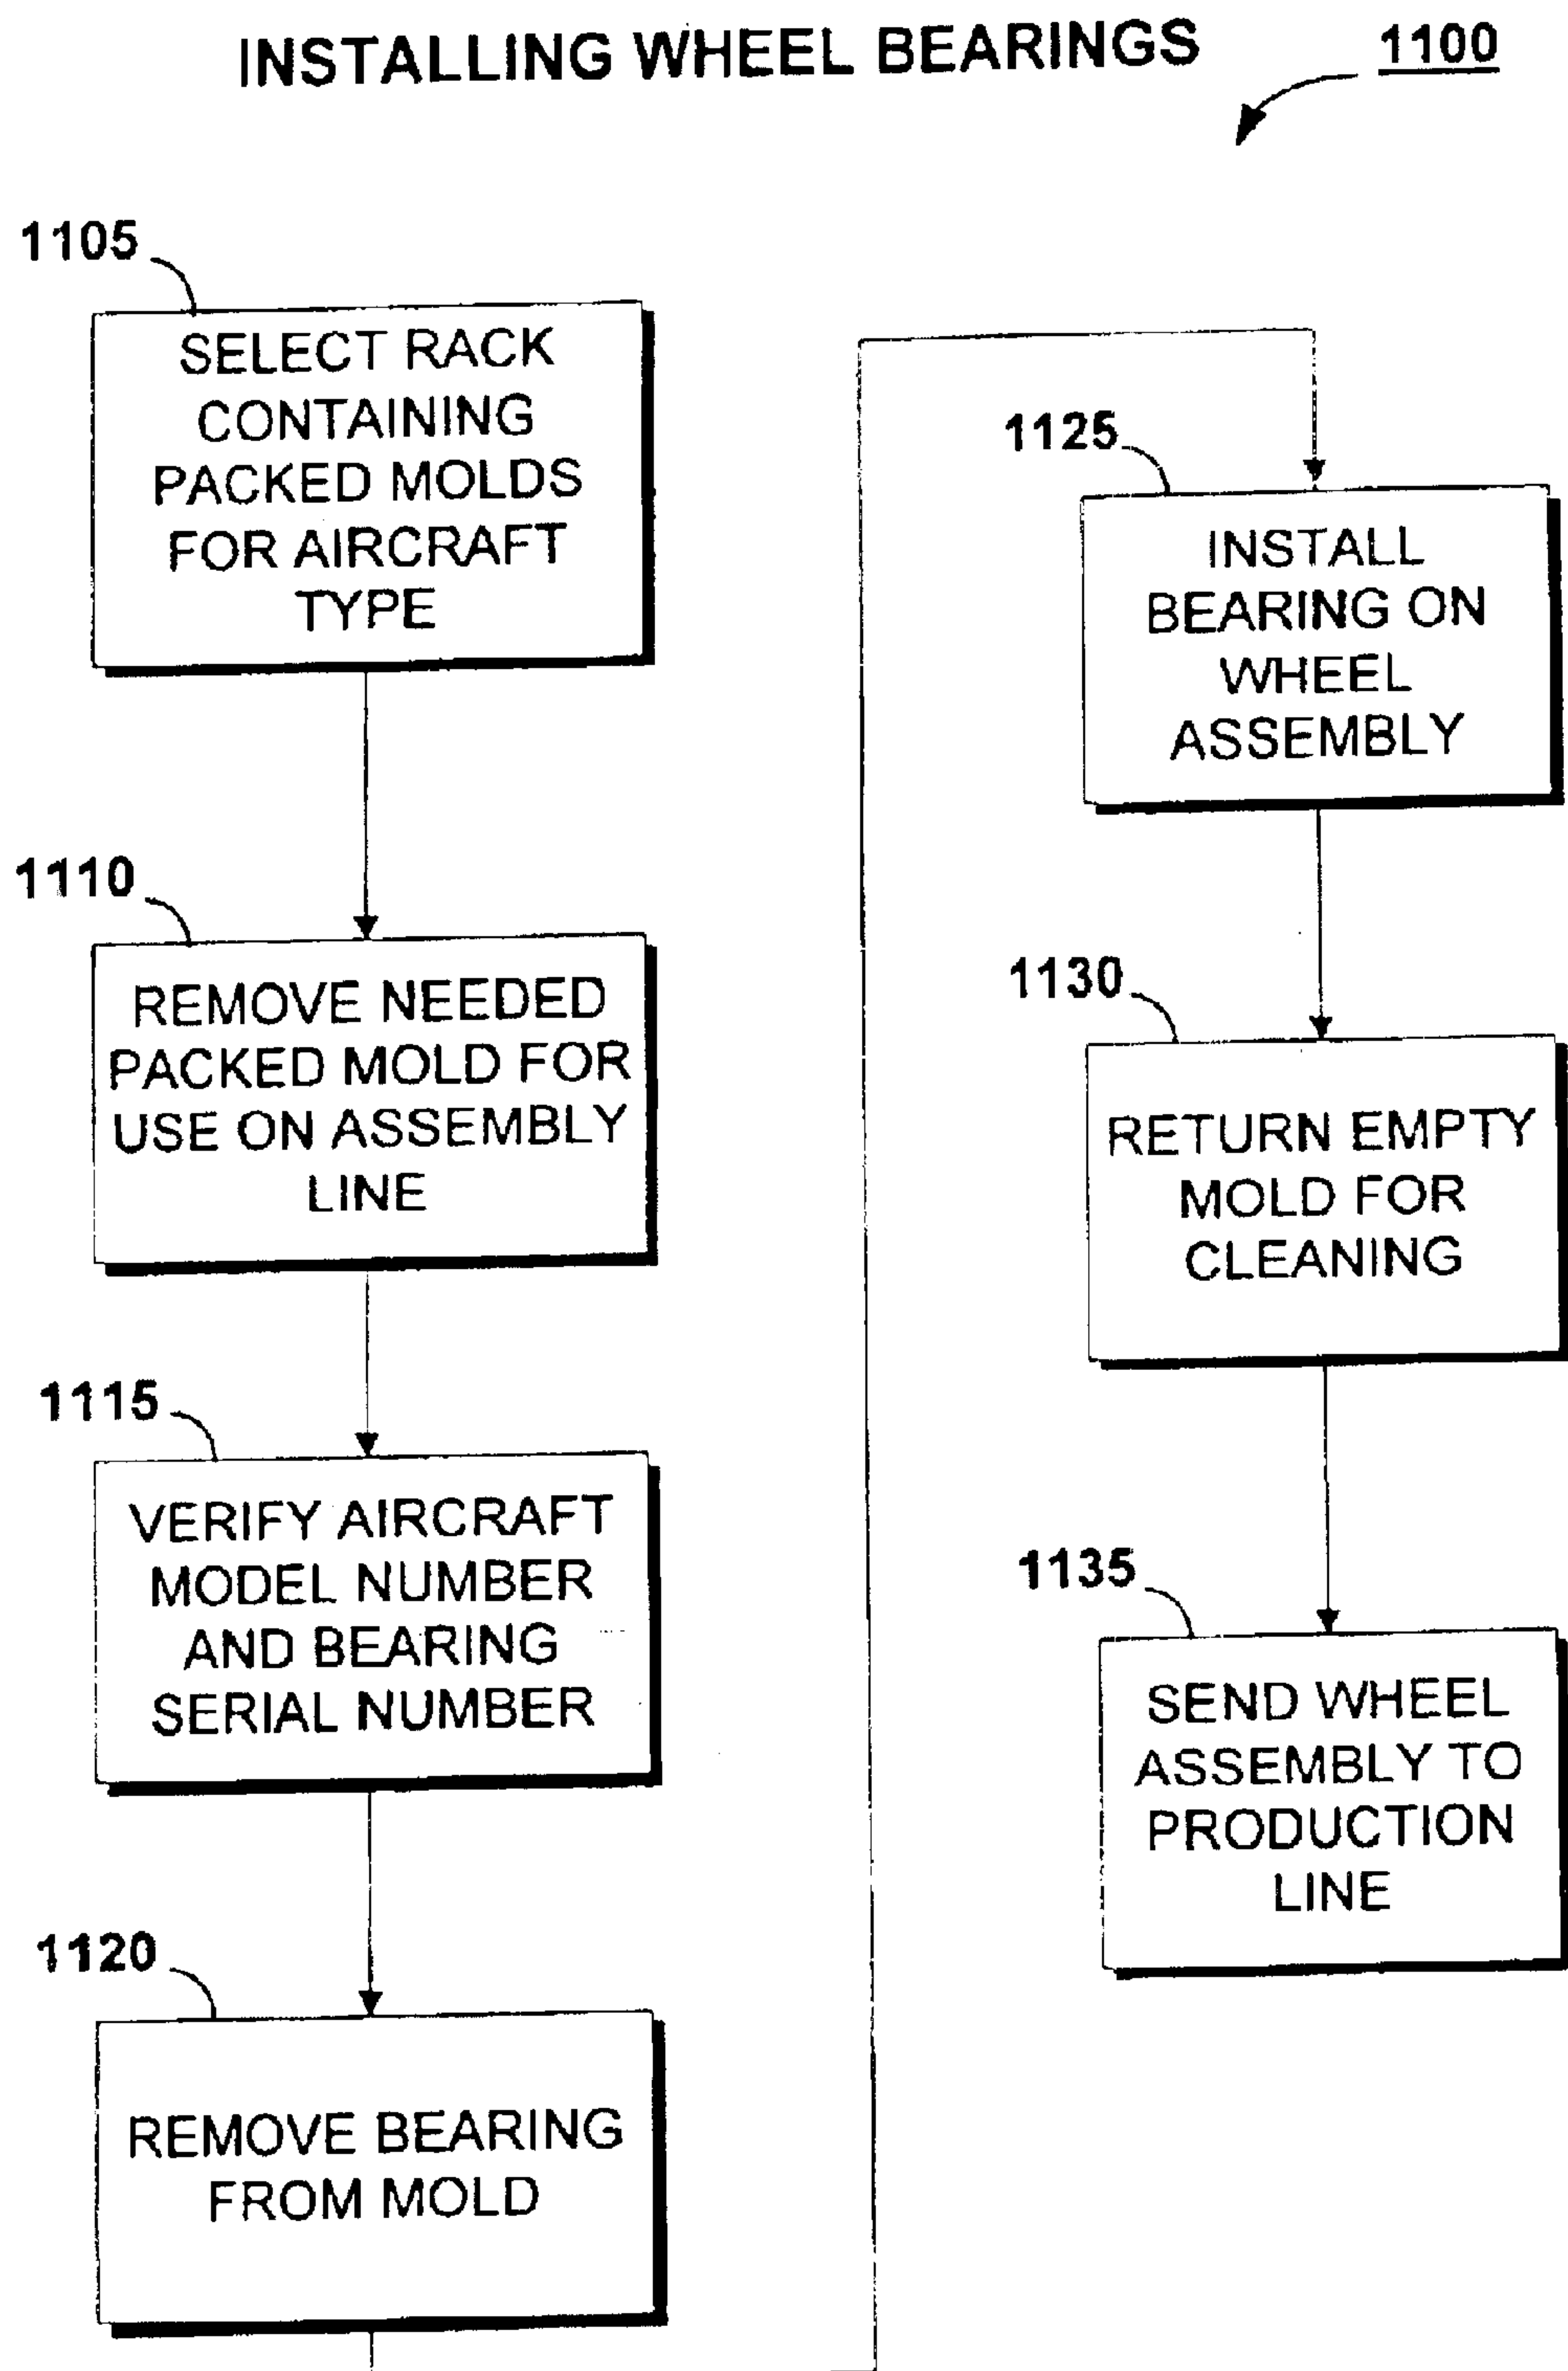 INSTALLING WHEEL BEARINGS
1100
1105
SELECT RACK
CONTAINING
PACKED MOLDS
FOR AIRCRAFT
TYPE
1110
REMOVE NEEDED
PACKED MOLD FOR
USE ON ASSEMBLY
LINE
1115
VERIFY AIRCRAFT
MODEL NUMBER
AND BEARING
SERIAL NUMBER
1120
REMOVE BEARING
FROM MOLD
1125
INSTALL
BEARING ON
WHEEL
ASSEMBLY
1130
RETURN EMPTY
MOLD FOR
CLEANING
1135
SEND WHEEL
ASSEMBLY TO
PRODUCTION
LINE